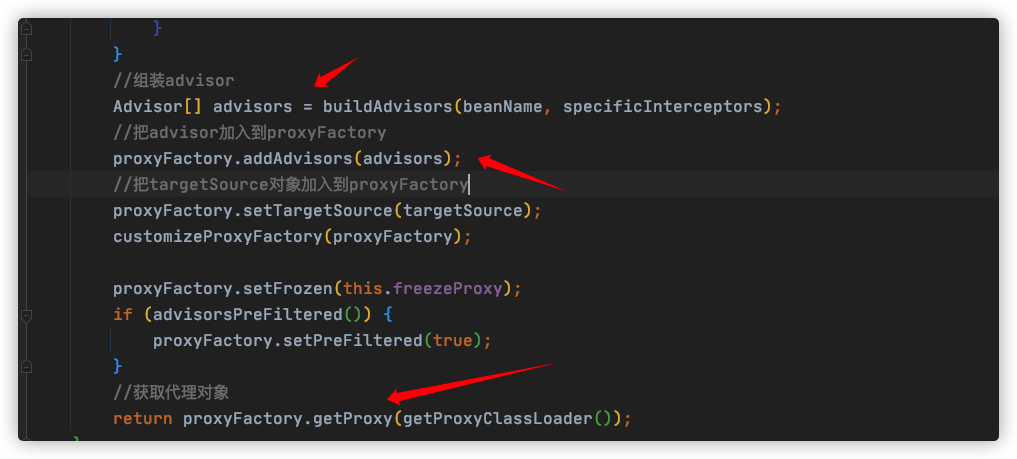 }
}
//组装advisor
Advisor[] advisors = buildAdvisors(beanName, specificInterceptors);
//把advisor加入到proxyFactory
proxyFactory.addAdvisors(advisors);
//把targetSource对象加入到proxyFactory
proxyFactory.setTargetSource(targetSource);
customizeProxyFactory(proxyFactory);
proxyFactory.setFrozen(this.freezeProxy);
if (advisorsPreFiltered()) {
proxyFactory.setPreFiltered(true);
}
//获取代理对象
return proxyFactory.getProxy(getProxyClassLoader());
}